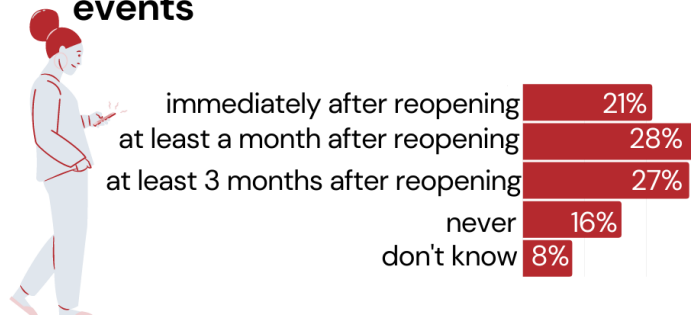 events
immediately after reopening 21%
at least a month after reopening 28%
at least 3 months after reopening 27%
never 16%
don't know 8%